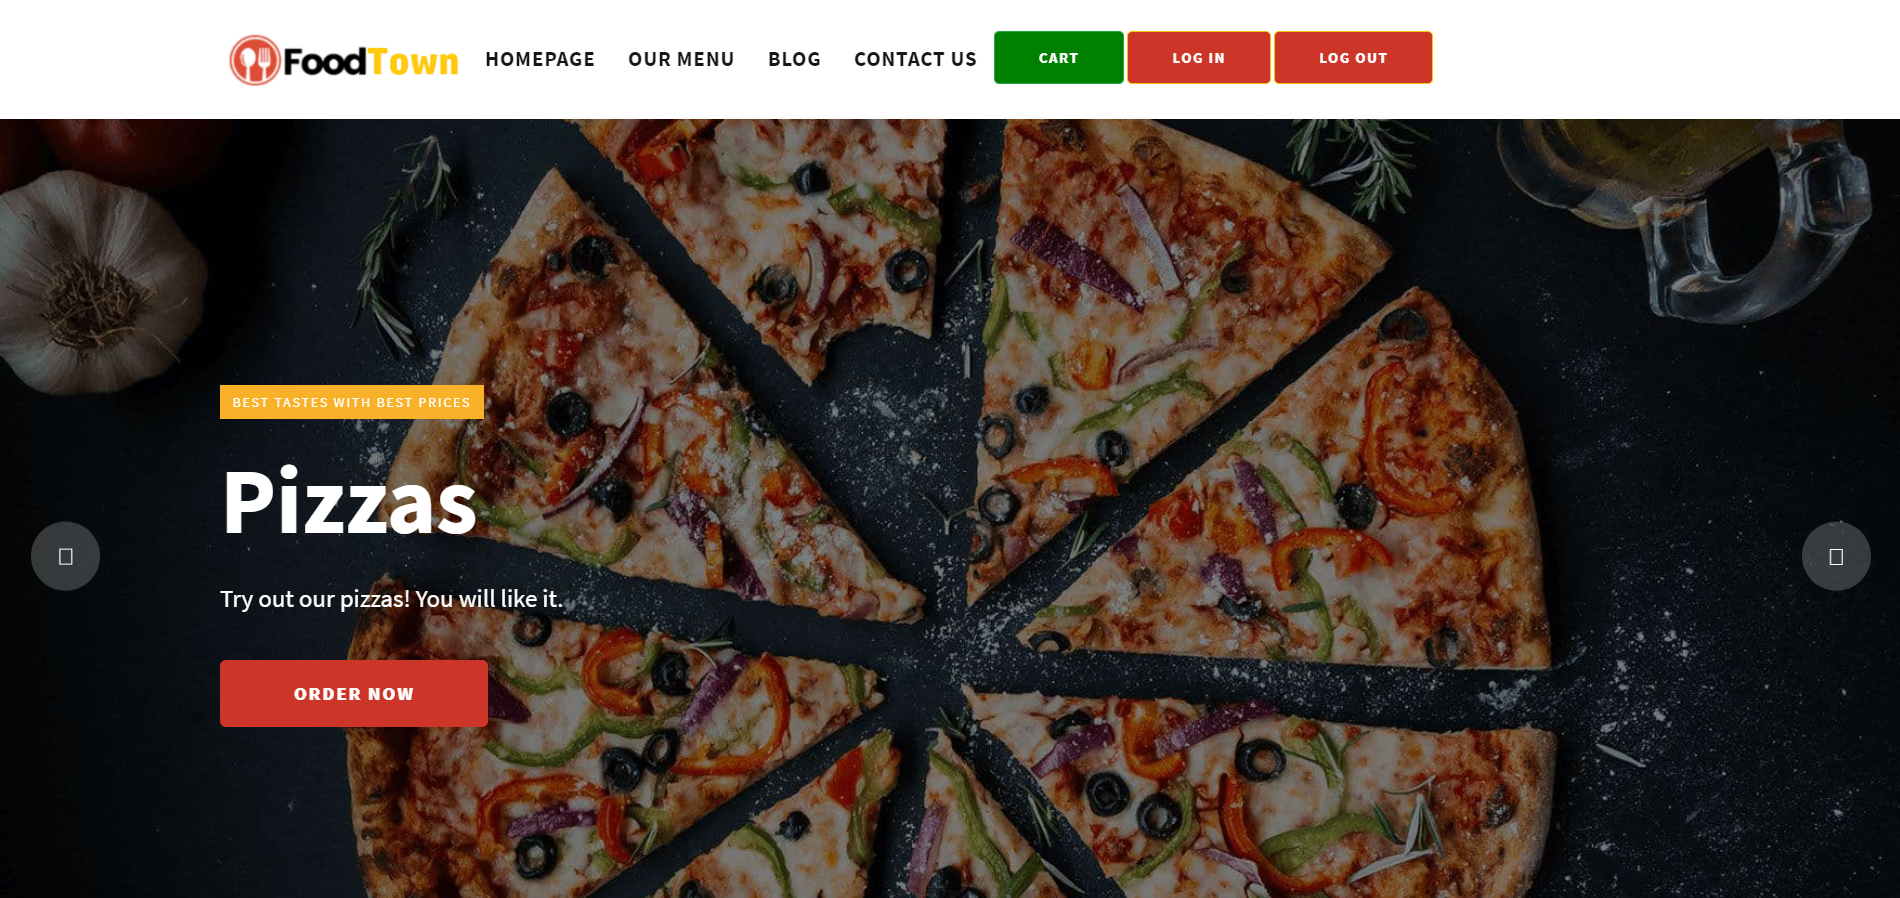 FoodTown HOMEPAGE OUR MENU BLOG CONTACT US CART LOG IN LOG OUT
BEST TASTES WITH BEST PRICES
Pizzas
Try out our pizzas! You will like it.
ORDER NOW